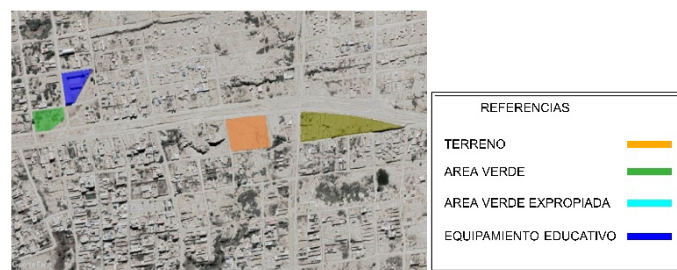 REFERENCIAS
TERRENO
AREA VERDE
AREA VERDE EXPROPIADA
EQUIPAMIENTO EDUCATIVO